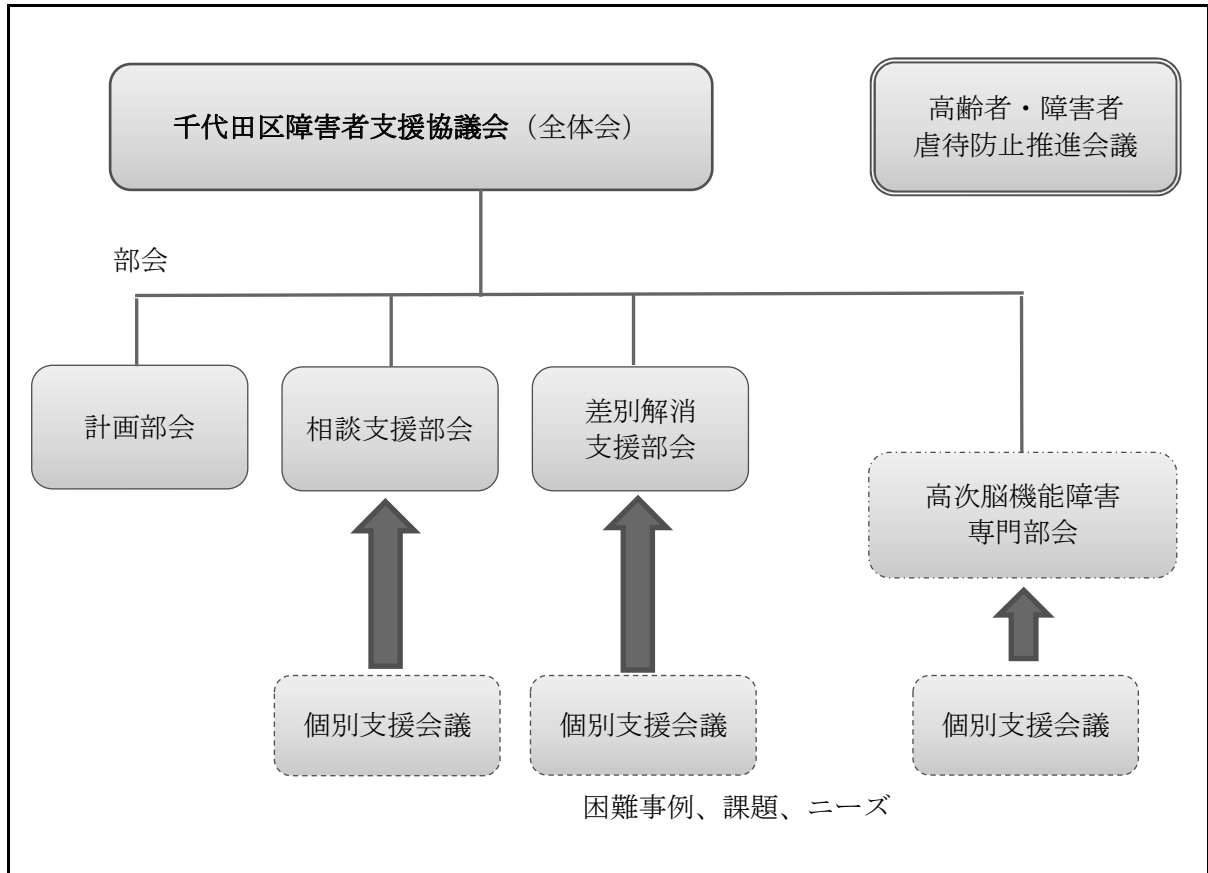 千代田区障害者支援協議会（全体会）
高齢者・障害者
虐待防止推進会議
部会
計画部会
相談支援部会
差別解消
支援部会
高次脳機能障害
専門部会
個別支援会議
個別支援会議
個別支援会議
困難事例、課題、ニーズ